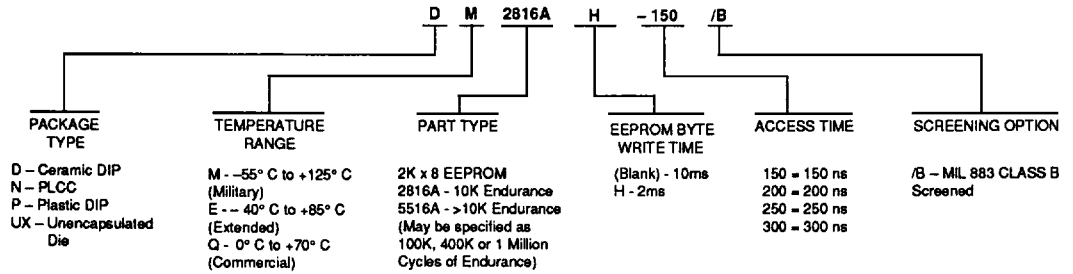 D M 2816A H -150 /B
PACKAGE
TYPE
D – Ceramic DIP
N – PLCC
P – Plastic DIP
UX – Unencapsulated
Die
TEMPERATURE
RANGE
M - -55° C to +125° C
(Military)
E - - 40° C to +85° C
(Extended)
Q - 0° C to +70° C
(Commercial)
PART TYPE
2K x 8 EEPROM
2816A - 10K Endurance
5516A - >10K Endurance
(May be specified as
100K, 400K or 1 Million
Cycles of Endurance)
EEPROM BYTE
WRITE TIME
(Blank) - 10ms
H - 2ms
ACCESS TIME
150 = 150 ns
200 = 200 ns
250 = 250 ns
300 = 300 ns
SCREENING OPTION
/B – MIL 883 CLASS B
Screened